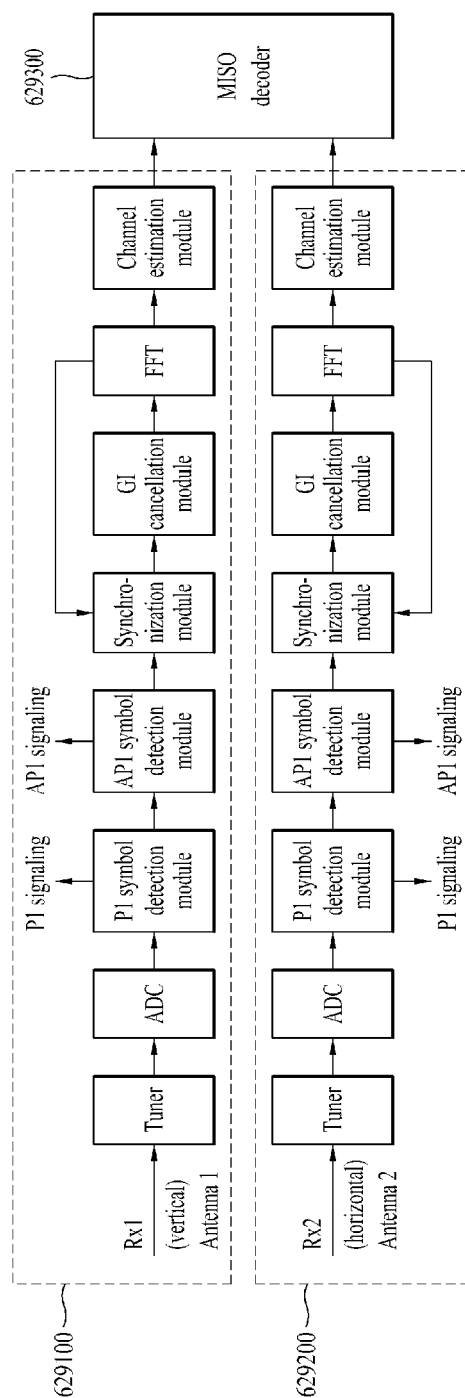 629100
Rx1
(vertical)
Antenna 1
Tuner
ADC
P1 symbol
detection
module
P1 signaling
AP1 symbol
detection
module
AP1 signaling
Synchro-
nization
module
GI
cancellation
module
FFT
Channel
estimation
module
629300
MISO
decoder
629200
Rx2
(horizontal)
Antenna 2
Tuner
ADC
P1 symbol
detection
module
P1 signaling
AP1 symbol
detection
module
AP1 signaling
Synchro-
nization
module
GI
cancellation
module
FFT
Channel
estimation
module